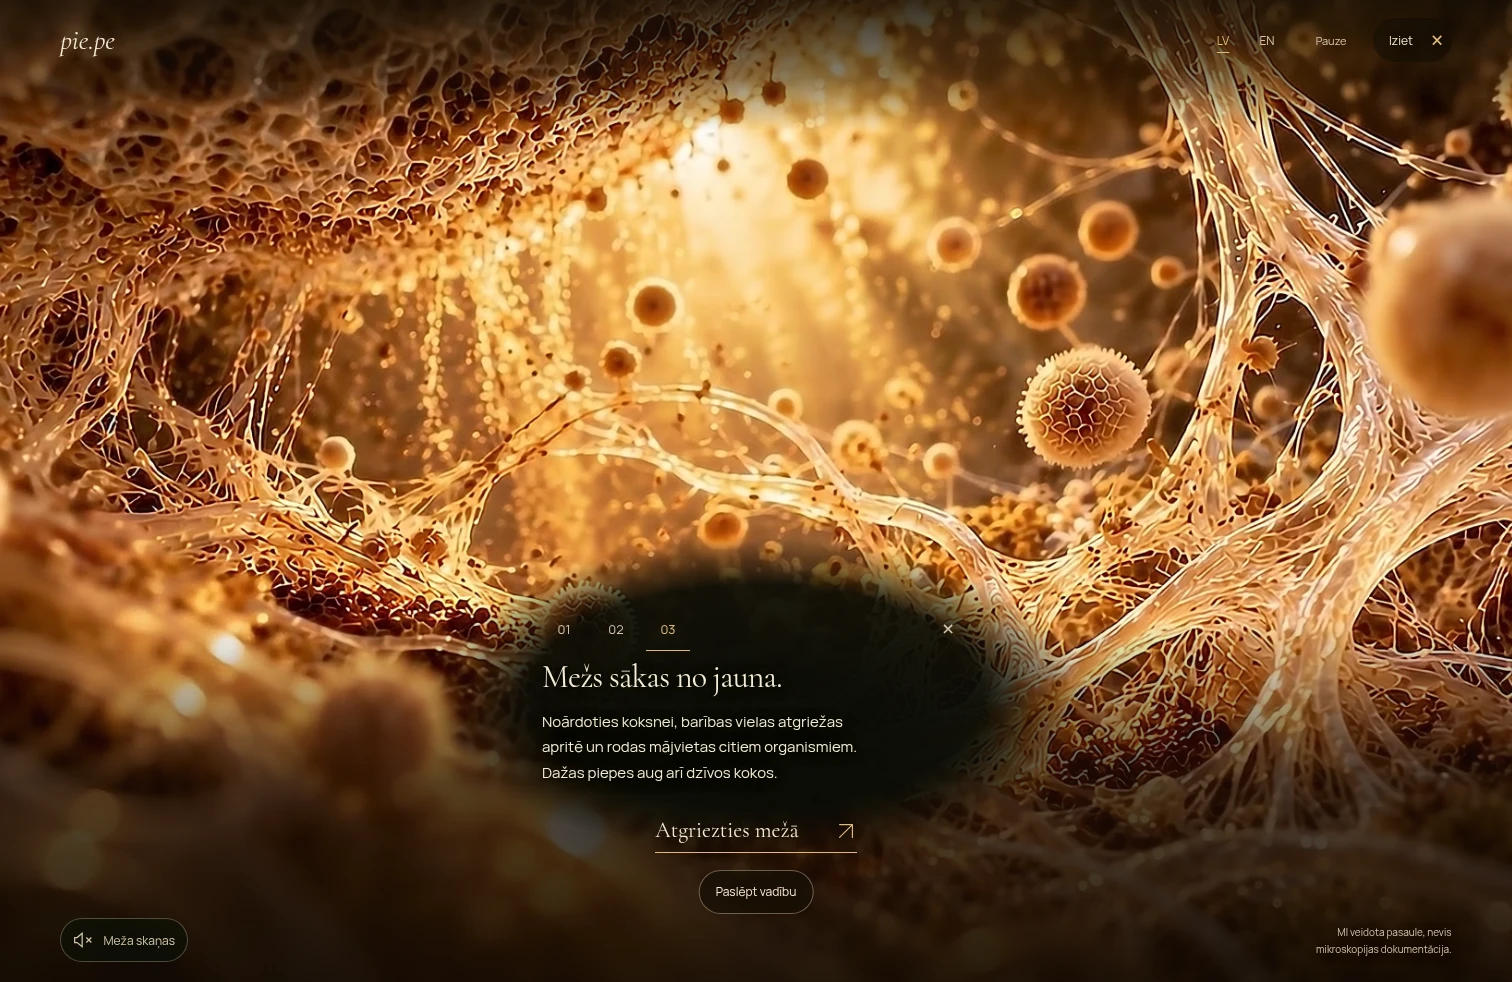 pie.pe
LV EN Pauze Iziet ×
01 02 03 ×
Mežs sākas no jauna.
Noārdoties koksnei, barības vielas atgriežas
apritē un rodas mājvietas citiem organismiem.
Dažas piepes aug arī dzīvos kokos.
Atgriezties mežā
Paslēpt vadību
Meža skaņas
MI veidota pasaule, nevis
mikroskopijas dokumentācija.